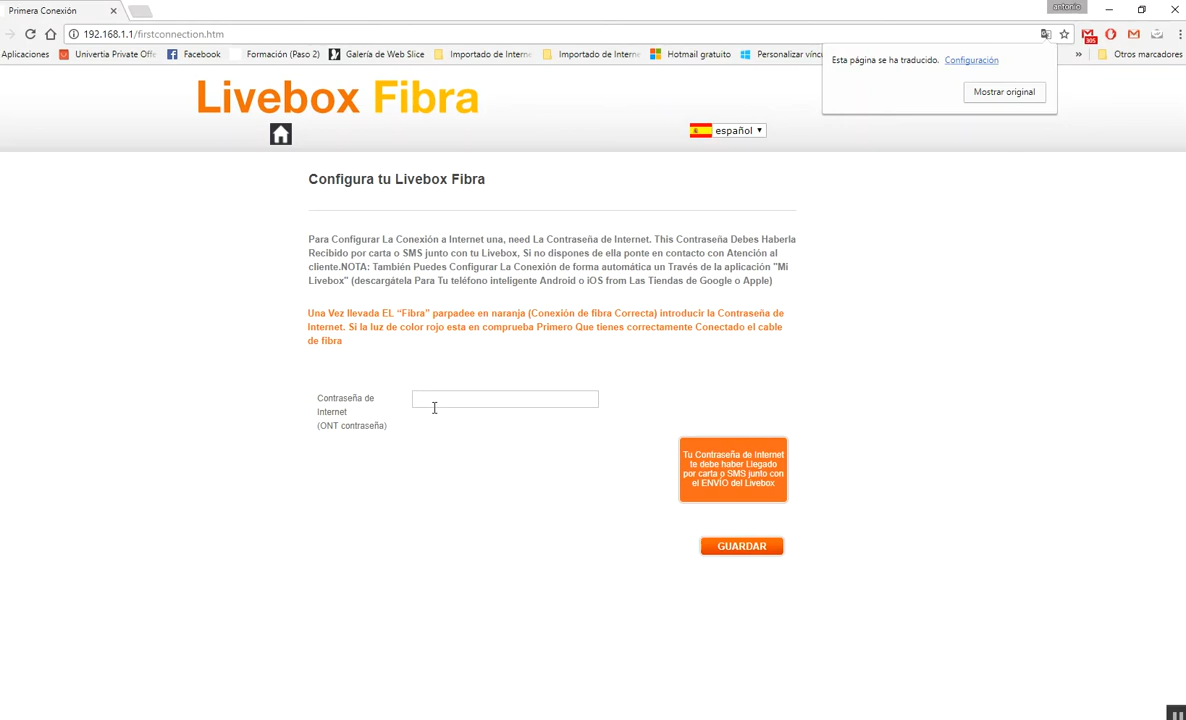 Primera Conexión
antonio
192.168.1.1/firstconnection.htm
Aplicaciones
Univertia Private Offi
Facebook
Formación (Paso 2)
Galería de Web Slice
Importado de Intern
Importado de Interne
Hotmail gratuito
Personalizar víncu
»
Otros marcadores
305
Esta página se ha traducido. Configuración
Mostrar original
Livebox Fibra
español
Configura tu Livebox Fibra
Para Configurar La Conexión a Internet una, need La Contraseña de Internet. This Contraseña Debes Haberla
Recibido por carta o SMS junto con tu Livebox, Si no dispones de ella ponte en contacto con Atención al
cliente.NOTA: También Puedes Configurar La Conexión de forma automática un Través de la aplicación "Mi
Livebox" (descargátela Para Tu teléfono inteligente Android o iOS from Las Tiendas de Google o Apple)
Una Vez llevada EL “Fibra” parpadee en naranja (Conexión de fibra Correcta) introducir la Contraseña de
Internet. Si la luz de color rojo esta en comprueba Primero Que tienes correctamente Conectado el cable
de fibra
Contraseña de
Internet
(ONT contraseña)
Tu Contraseña de Internet
te debe haber Llegado
por carta o SMS junto con
el ENVÍO del Livebox
GUARDAR